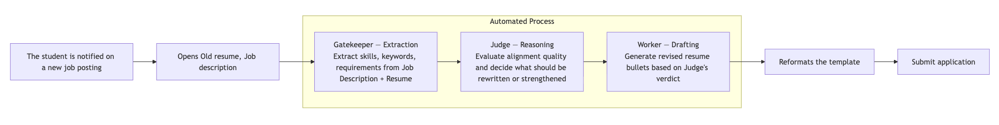 Automated Process
The student is notified on
a new job posting
Opens Old resume, Job
description
Gatekeeper — Extraction
Extract skills, keywords,
requirements from Job
Description + Resume
Judge — Reasoning
Evaluate alignment quality
and decide what should be
rewritten or strengthened
Worker — Drafting
Generate revised resume
bullets based on Judge's
verdict
Reformats the template
Submit application